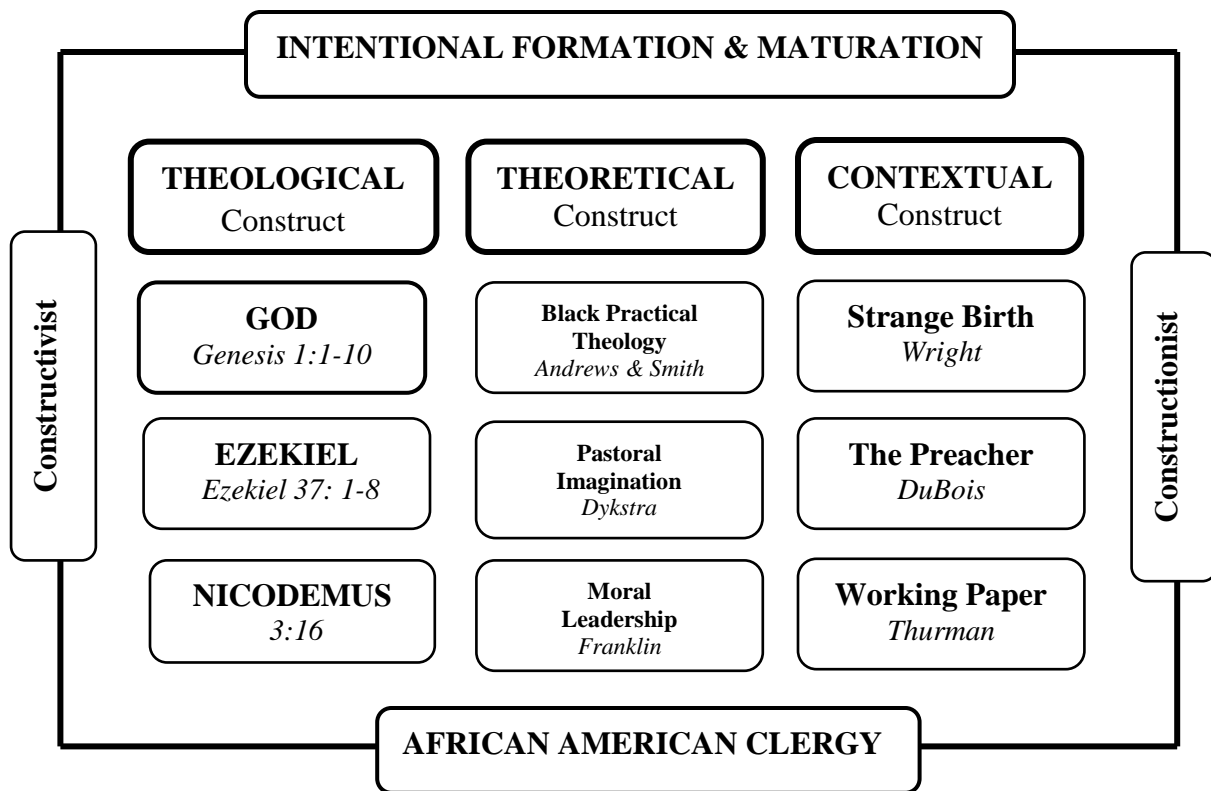 INTENTIONAL FORMATION & MATURATION
THEOLOGICAL
Construct
THEORETICAL
Construct
CONTEXTUAL
Construct
Constructivist
GOD
Genesis 1:1-10
Black Practical
Theology
Andrews & Smith
Strange Birth
Wright
Constructionist
EZEKIEL
Ezekiel 37: 1-8
Pastoral
Imagination
Dykstra
The Preacher
DuBois
NICODEMUS
3:16
Moral
Leadership
Franklin
Working Paper
Thurman
AFRICAN AMERICAN CLERGY